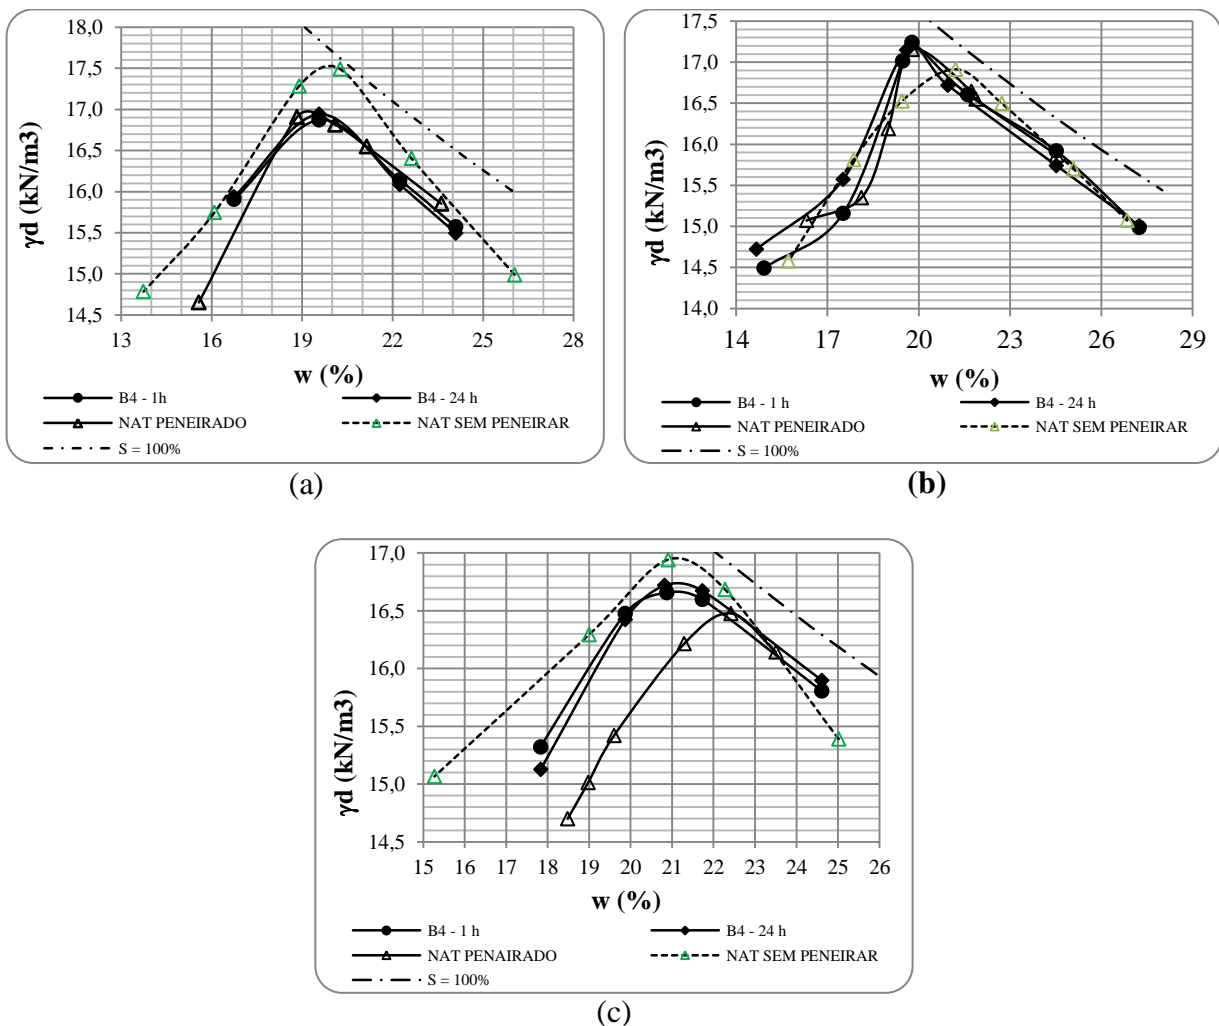 18,0
17,5
17,0
16,5
16,0
15,5
15,0
14,5
γd (kN/m3)
13 16 19 22 25 28
w (%)
B4 - 1h B4 - 24 h
NAT PENEIRADO NAT SEM PENEIRAR
S = 100%
(a)
17,5
17,0
16,5
16,0
15,5
15,0
14,5
14,0
γd (kN/m3)
14 17 20 23 26 29
w (%)
B4 - 1 h B4 - 24 h
NAT PENEIRADO NAT SEM PENEIRAR
S = 100%
(b)
17,0
16,5
16,0
15,5
15,0
14,5
γd (kN/m3)
15 16 17 18 19 20 21 22 23 24 25 26
w (%)
B4 - 1 h B4 - 24 h
NAT PENAIRADO NAT SEM PENEIRAR
S = 100%
(c)